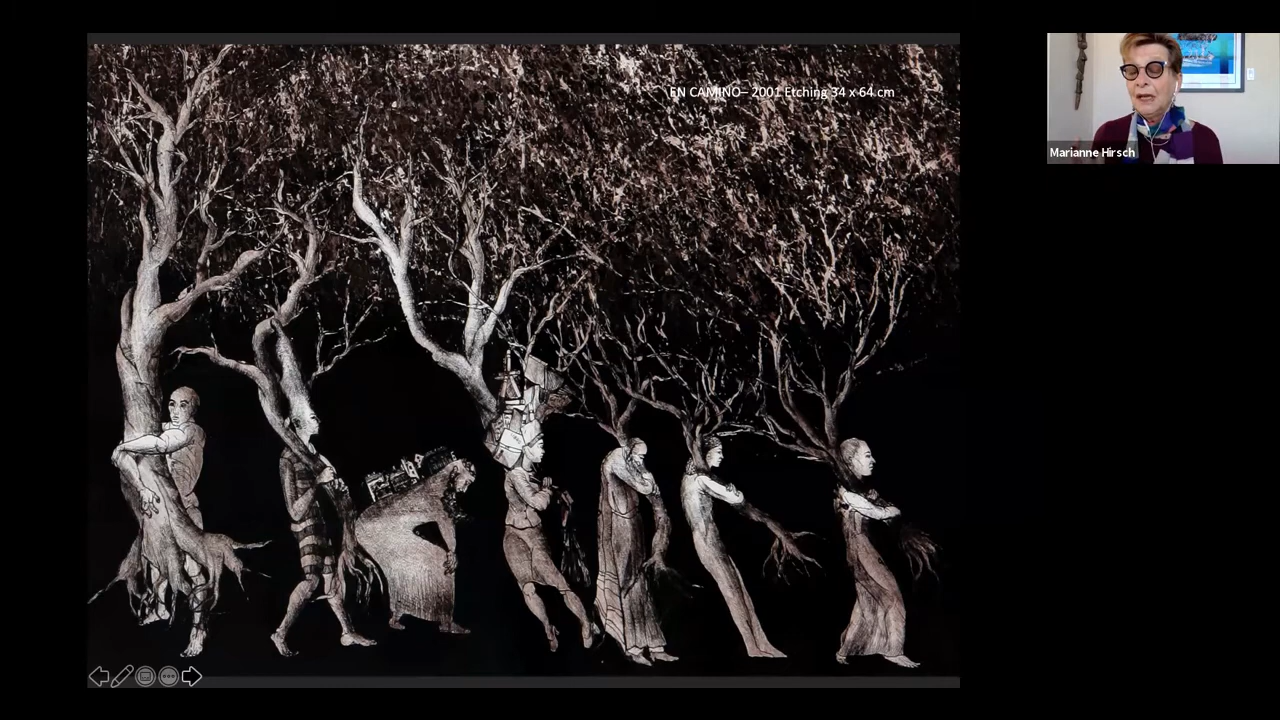 EN CAMINO– 2001 Etching 34 x 64 cm
Marianne Hirsch